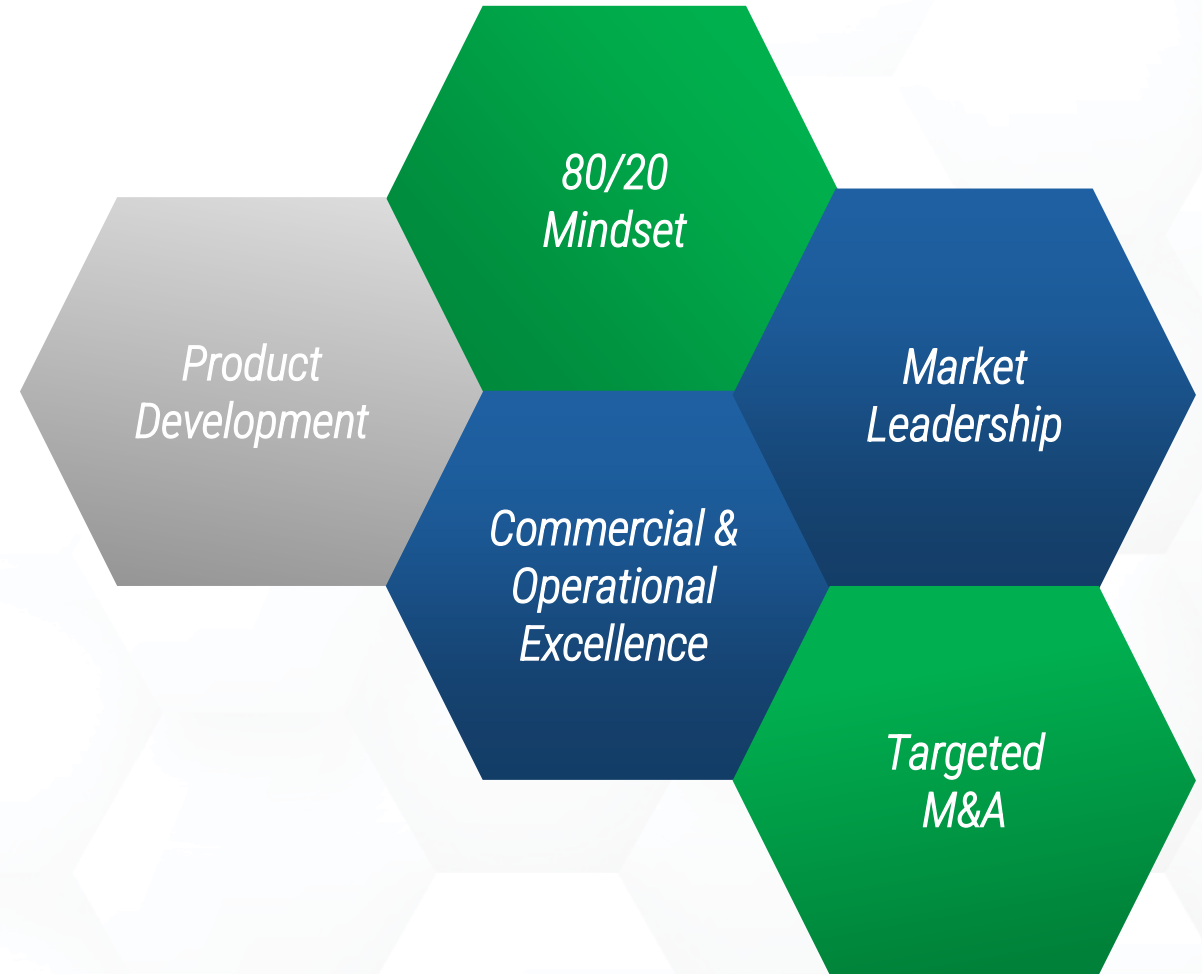 80/20
Mindset
Product
Development
Market
Leadership
Commercial &
Operational
Excellence
Targeted
M&A